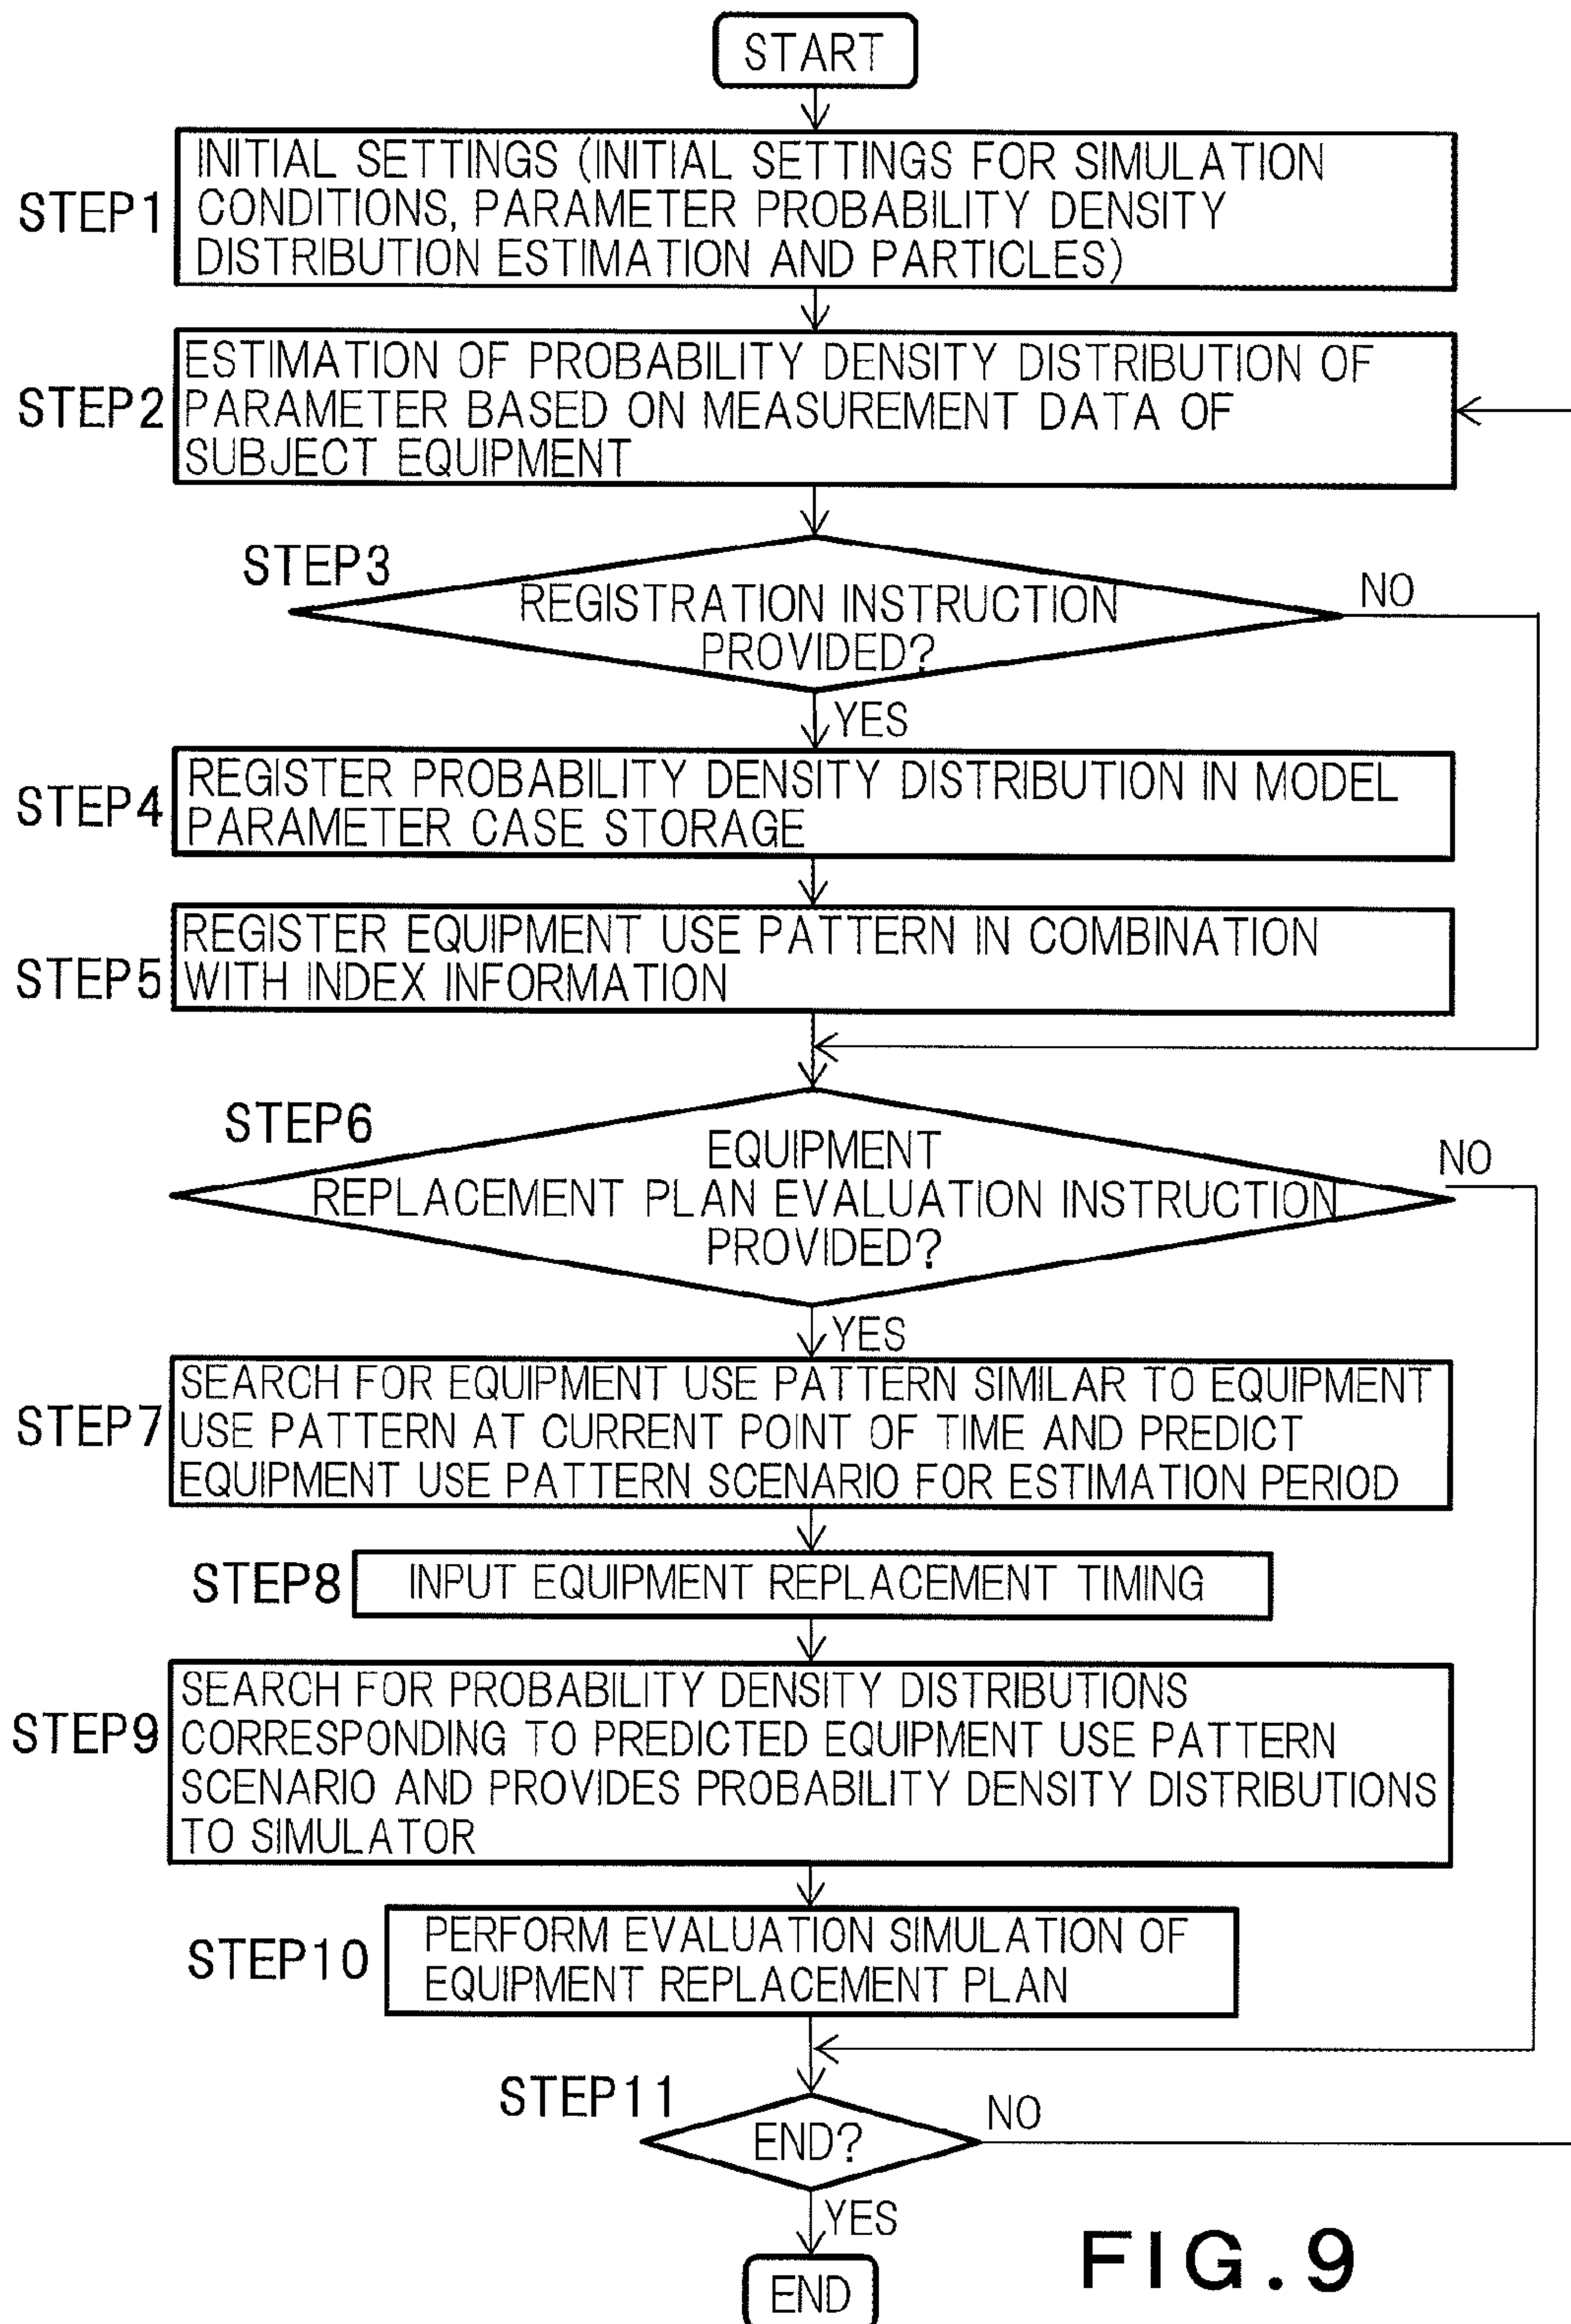 START
STEP1
INITIAL SETTINGS (INITIAL SETTINGS FOR SIMULATION
CONDITIONS, PARAMETER PROBABILITY DENSITY
DISTRIBUTION ESTIMATION AND PARTICLES)
STEP2
ESTIMATION OF PROBABILITY DENSITY DISTRIBUTION OF
PARAMETER BASED ON MEASUREMENT DATA OF
SUBJECT EQUIPMENT
STEP3
REGISTRATION INSTRUCTION
PROVIDED?
NO
YES
STEP4
REGISTER PROBABILITY DENSITY DISTRIBUTION IN MODEL
PARAMETER CASE STORAGE
STEP5
REGISTER EQUIPMENT USE PATTERN IN COMBINATION
WITH INDEX INFORMATION
STEP6
EQUIPMENT
REPLACEMENT PLAN EVALUATION INSTRUCTION
PROVIDED?
NO
YES
STEP7
SEARCH FOR EQUIPMENT USE PATTERN SIMILAR TO EQUIPMENT
USE PATTERN AT CURRENT POINT OF TIME AND PREDICT
EQUIPMENT USE PATTERN SCENARIO FOR ESTIMATION PERIOD
STEP8
INPUT EQUIPMENT REPLACEMENT TIMING
STEP9
SEARCH FOR PROBABILITY DENSITY DISTRIBUTIONS
CORRESPONDING TO PREDICTED EQUIPMENT USE PATTERN
SCENARIO AND PROVIDES PROBABILITY DENSITY DISTRIBUTIONS
TO SIMULATOR
STEP10
PERFORM EVALUATION SIMULATION OF
EQUIPMENT REPLACEMENT PLAN
STEP11
END?
NO
YES
END
FIG.9